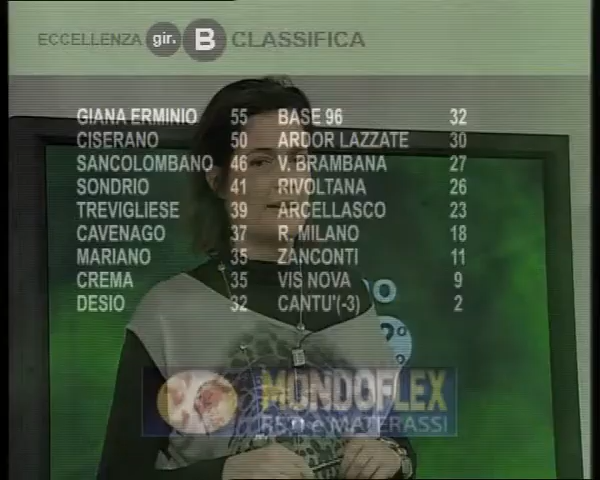 ECCELLENZA gir. B CLASSIFICA
GIANA ERMINIO 55 BASE 96 32
CISERANO 50 ARDOR LAZZATE 30
SANCOLOMBANO 46 V. BRAMBANA 27
SONDRIO 41 RIVOLTANA 26
TREVIGLIESE 39 ARCELLASCO 23
CAVENAGO 37 R. MILANO 18
MARIANO 35 ZANCONTI 11
CREMA 35 VIS NOVA 9
DESIO 32 CANTU'(-3) 2
MUNDOFLEX
MATERASSI